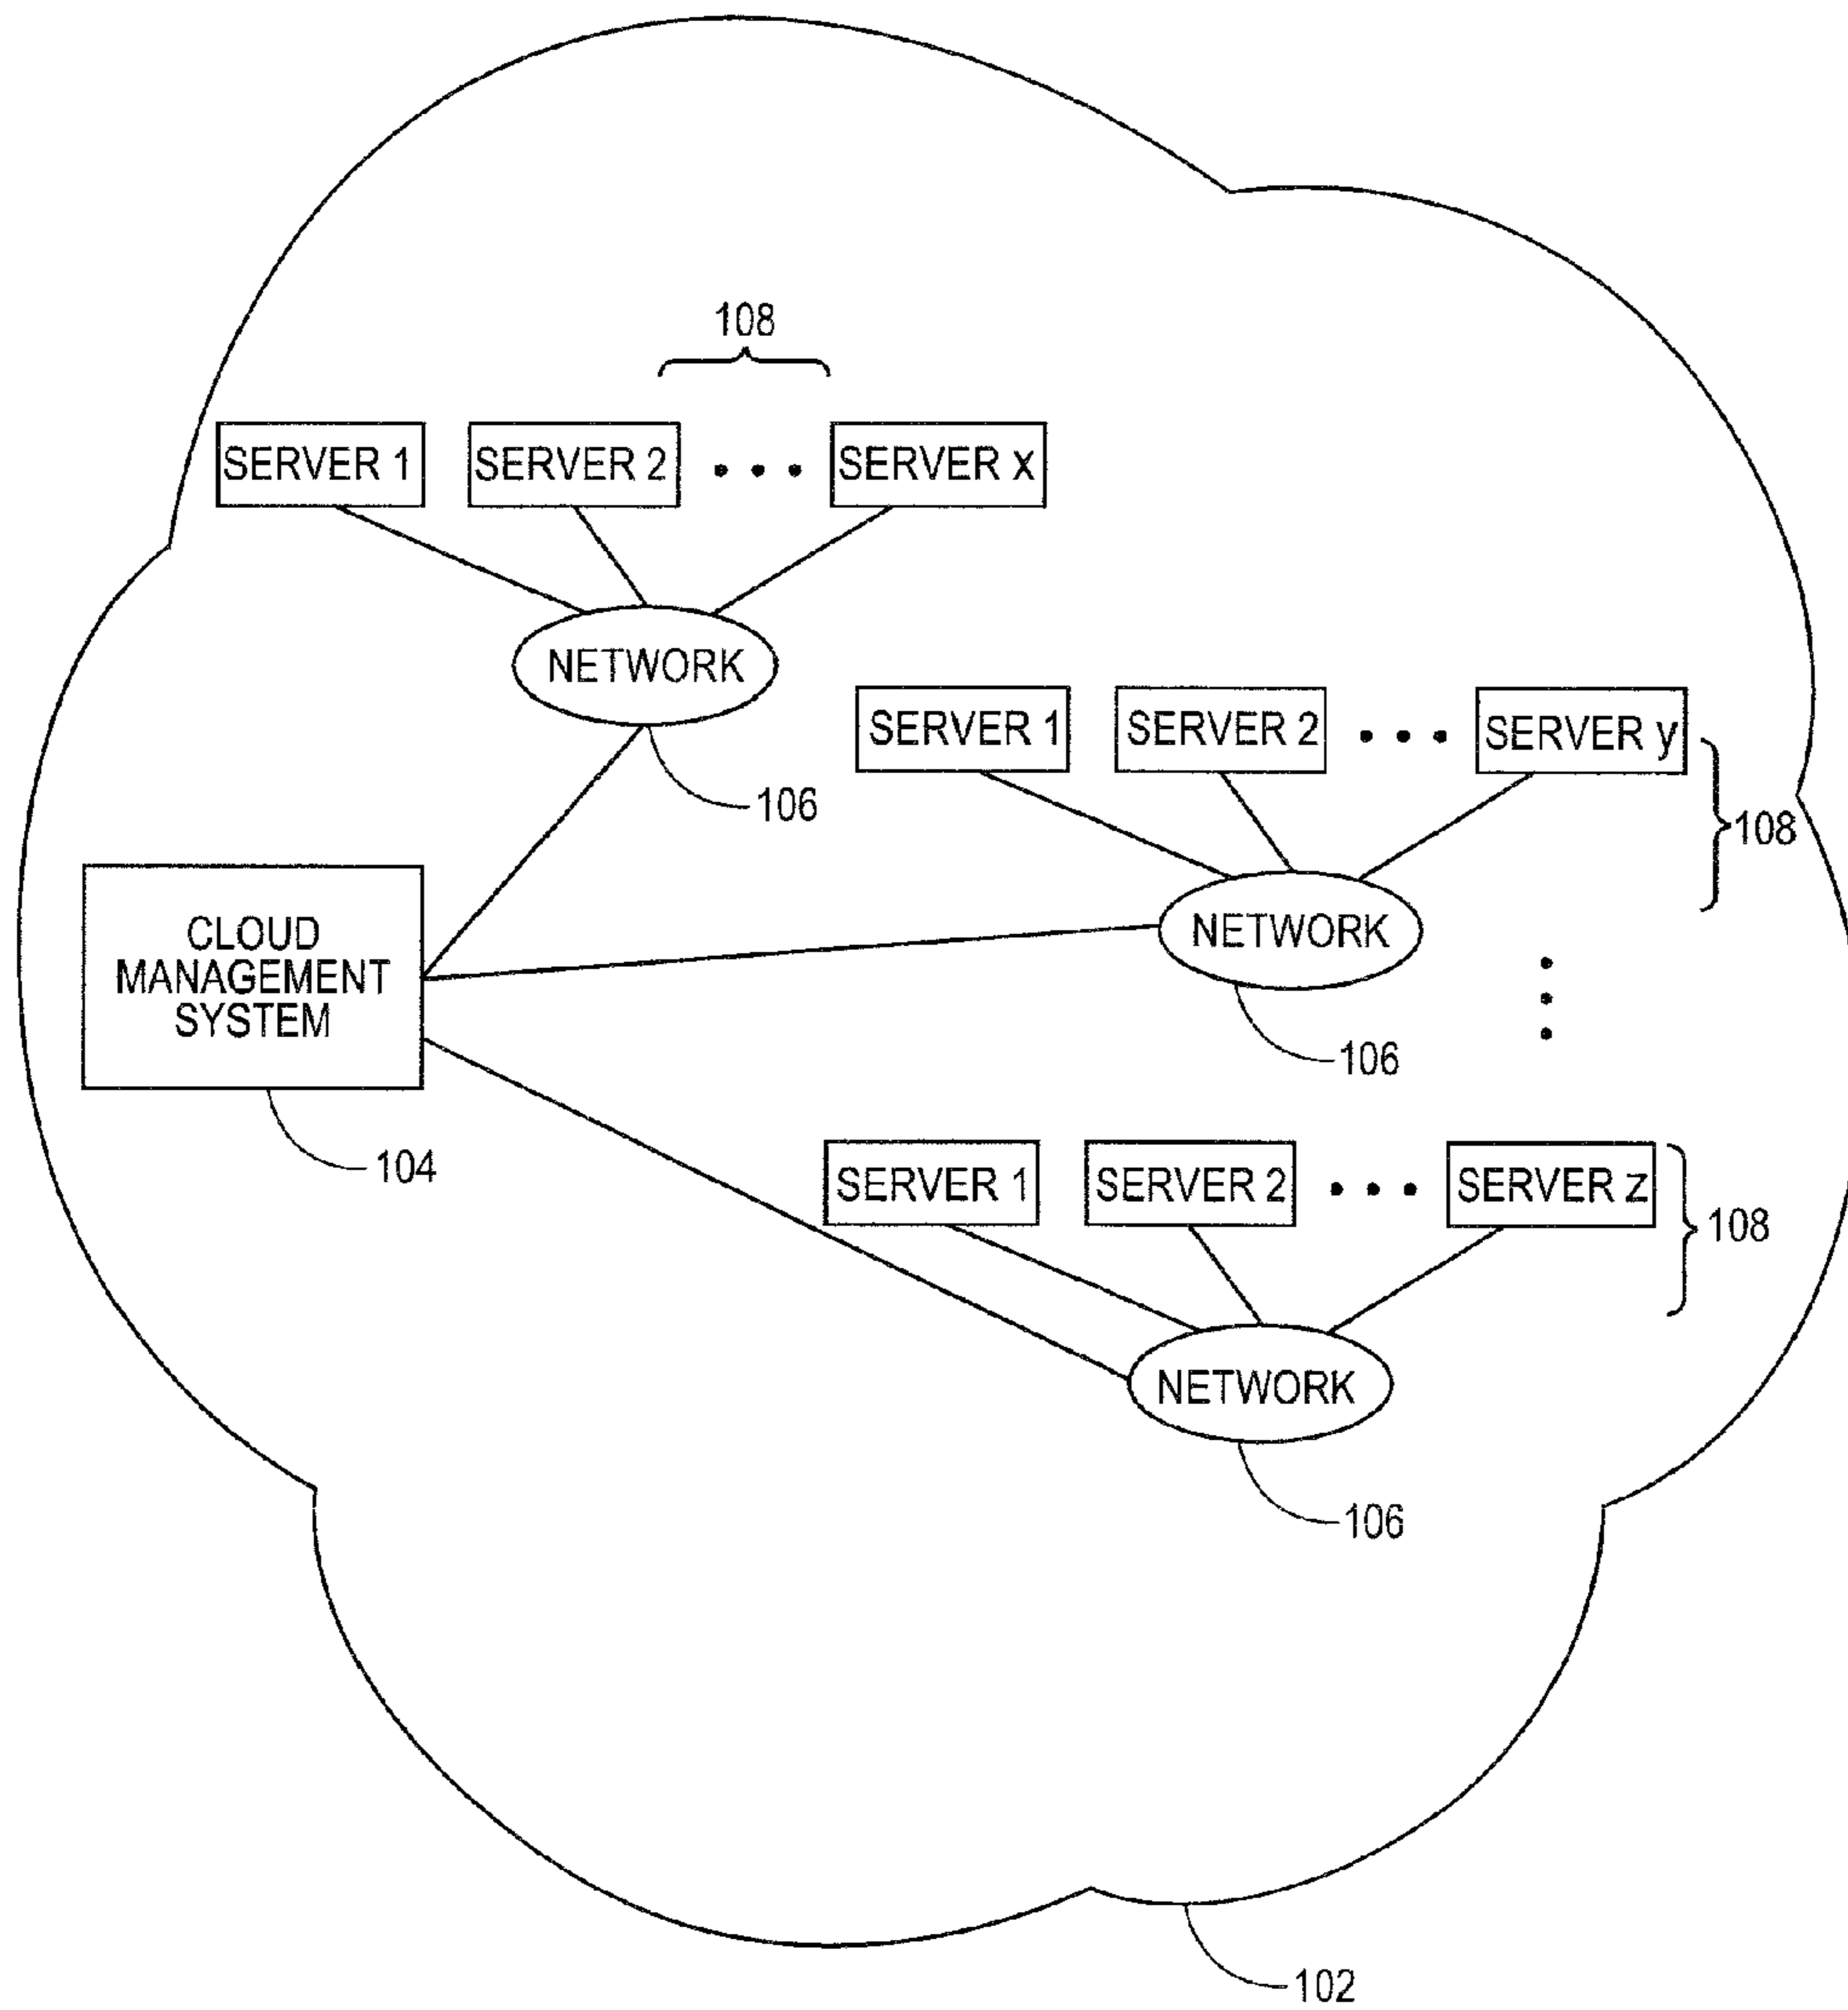 108
SERVER 1
SERVER 2
• • •
SERVER x
NETWORK
106
SERVER 1
SERVER 2
• • •
SERVER y
108
NETWORK
106
CLOUD
MANAGEMENT
SYSTEM
104
SERVER 1
SERVER 2
• • •
SERVER z
108
NETWORK
106
102